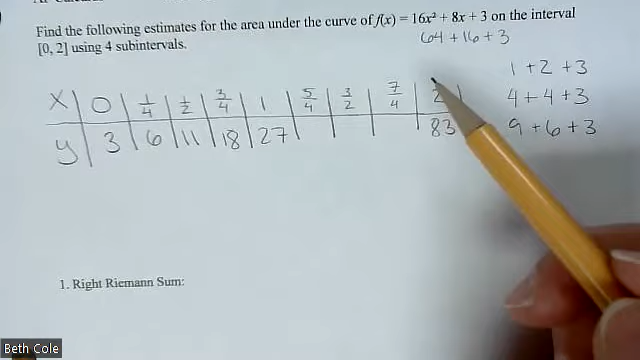 Find the following estimates for the area under the curve of f(x) = 16x² + 8x + 3 on the interval
[0, 2] using 4 subintervals.
64 + 16 + 3
1 + 2 + 3
4 + 4 + 3
9 + 6 + 3
X 0 1/4 1/2 3/4 1 5/4 3/2 7/4 2
y 3 6 11 18 27 83
1. Right Riemann Sum:
Beth Cole